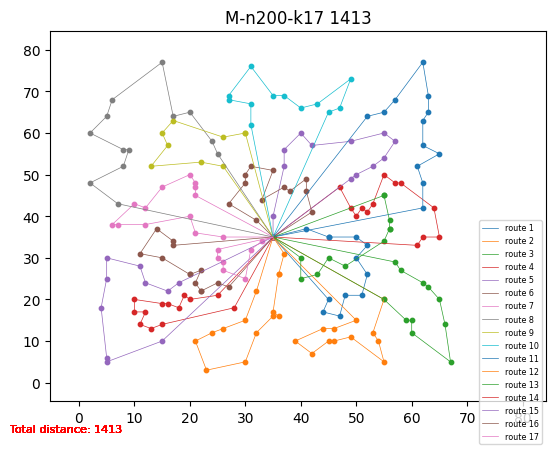 M-n200-k17 1413
80
70
60
50
40
30
20
10
0
0
10
20
30
40
50
60
70
80
route 1
route 2
route 3
route 4
route 5
route 6
route 7
route 8
route 9
route 10
route 11
route 12
route 13
route 14
route 15
route 16
route 17
Total distance: 1413